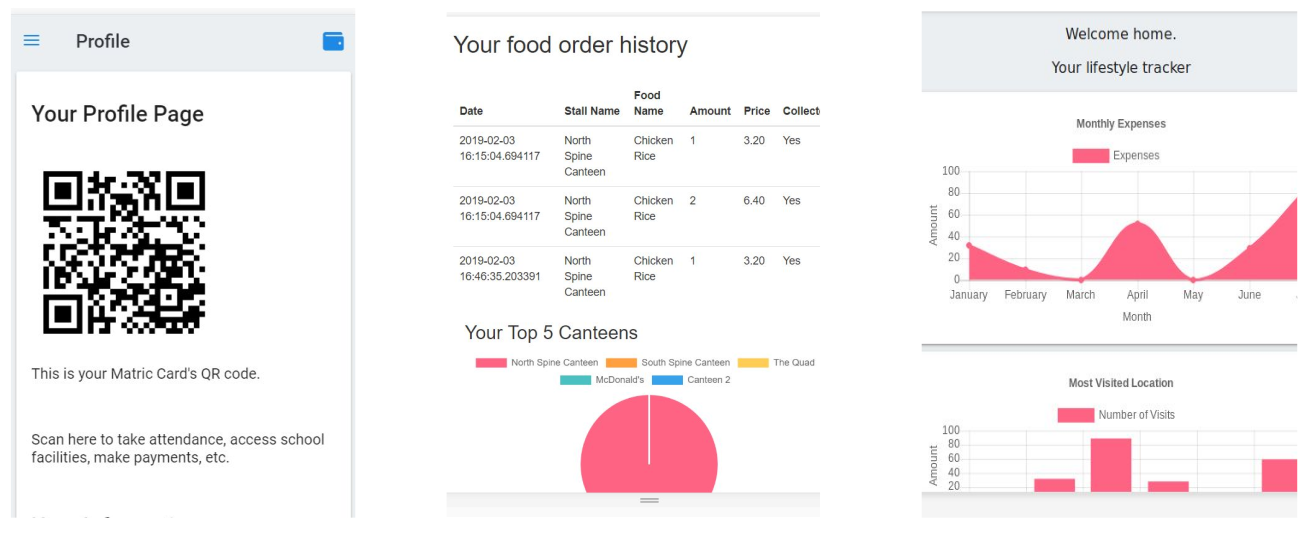 Profile
Your Profile Page
This is your Matric Card's QR code.
Scan here to take attendance, access school
facilities, make payments, etc.
Your food order history
Food
Date Stall Name Name Amount Price Collecte
2019-02-03 North Chicken 1 3.20 Yes
16:15:04.694117 Spine Rice
Canteen
2019-02-03 North Chicken 2 6.40 Yes
16:15:04.694117 Spine Rice
Canteen
2019-02-03 North Chicken 1 3.20 Yes
16:46:35.203391 Spine Rice
Canteen
Your Top 5 Canteens
North Spine Canteen South Spine Canteen The Quad
McDonald's Canteen 2
Welcome home.
Your lifestyle tracker
Monthly Expenses
Expenses
100
80
60
40
20
0
Amount
January February March April May June
Month
Most Visited Location
Number of Visits
100
80
60
40
20
Amount